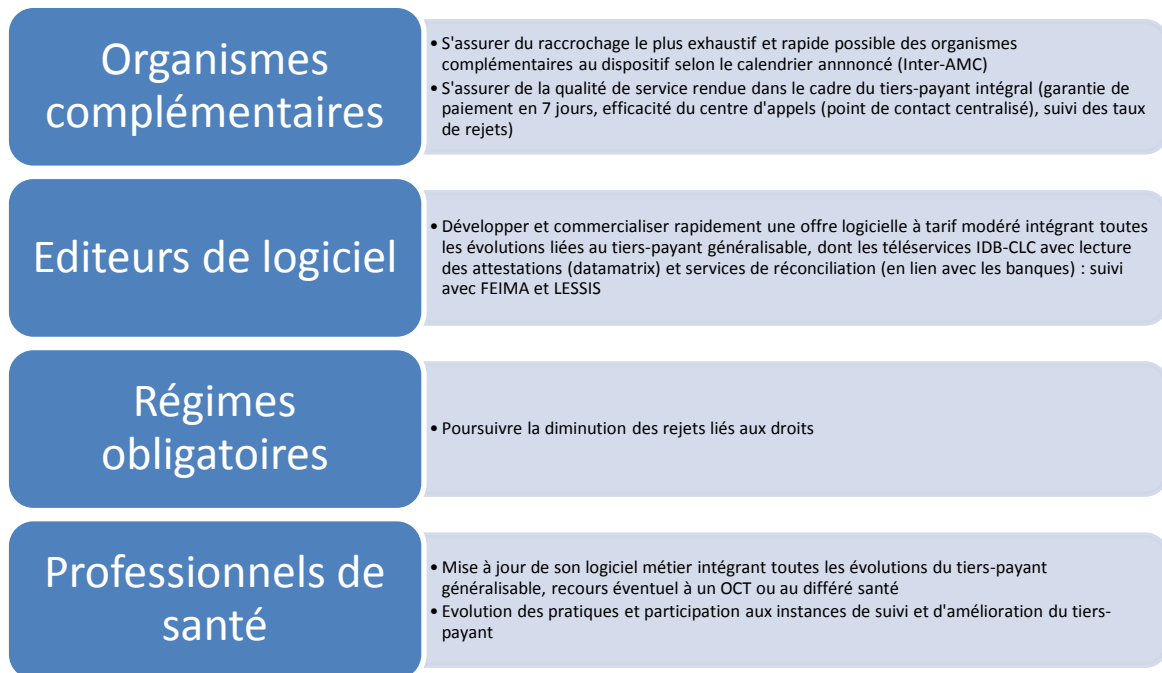 Organismes
complémentaires
• S'assurer du raccrochage le plus exhaustif et rapide possible des organismes
complémentaires au dispositif selon le calendrier annnoncé (Inter-AMC)
• S'assurer de la qualité de service rendue dans le cadre du tiers-payant intégral (garantie de
paiement en 7 jours, efficacité du centre d'appels (point de contact centralisé), suivi des taux
de rejets)
Editeurs de logiciel
• Développer et commercialiser rapidement une offre logicielle à tarif modéré intégrant toutes
les évolutions liées au tiers-payant généralisable, dont les téléservices IDB-CLC avec lecture
des attestations (datamatrix) et services de réconciliation (en lien avec les banques) : suivi
avec FEIMA et LESSIS
Régimes
obligatoires
• Poursuivre la diminution des rejets liés aux droits
Professionnels de
santé
• Mise à jour de son logiciel métier intégrant toutes les évolutions du tiers-payant
généralisable, recours éventuel à un OCT ou au différé santé
• Evolution des pratiques et participation aux instances de suivi et d'amélioration du tiers-
payant